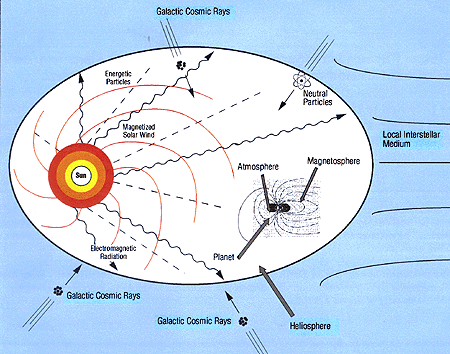 Galactic Cosmic Rays
Energetic
Particles
Neutral
Particles
Magnetized
Solar Wind
Local Interstellar
Medium
Atmosphere
Magnetosphere
Sun
Electromagnetic
Radiation
Planet
Galactic Cosmic Rays
Galactic Cosmic Rays
Heliosphere